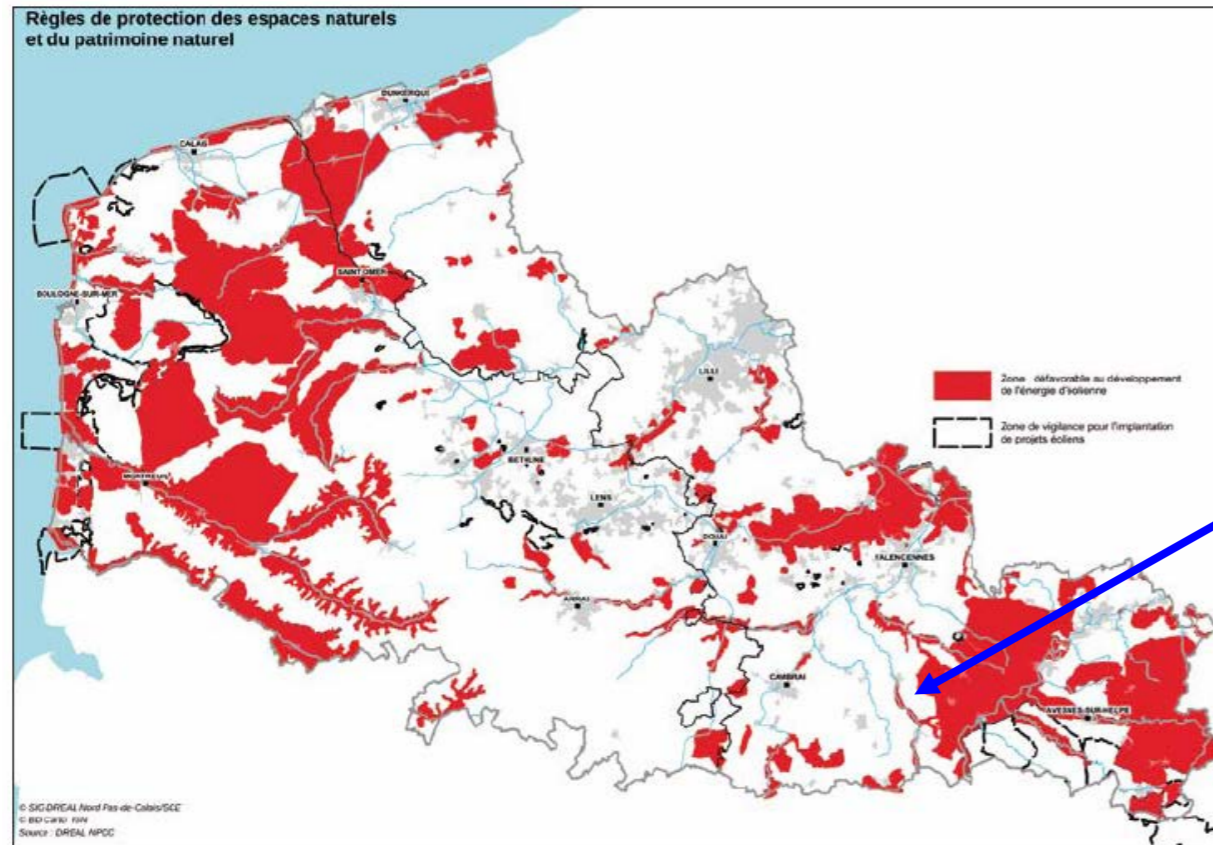 Règles de protection des espaces naturels
et du patrimoine naturel
DUNKERQUE
CALAIS
SAINT OMER
BOULOGNE-SUR-MER
LILLE
Zone défavorable au développement
de l'énergie d'éolienne
Zone de vigilance pour l'implantation
de projets éoliens
BETHUNE
MONTREUIL
LENS
DOUAI
VALENCIENNES
ARRAS
CAMBRAI
AVESNES-SUR-HELPE
© SIG DREAL Nord Pas-de-Calais/SCE
© BD Carto IGN
Source : DREAL NPDC